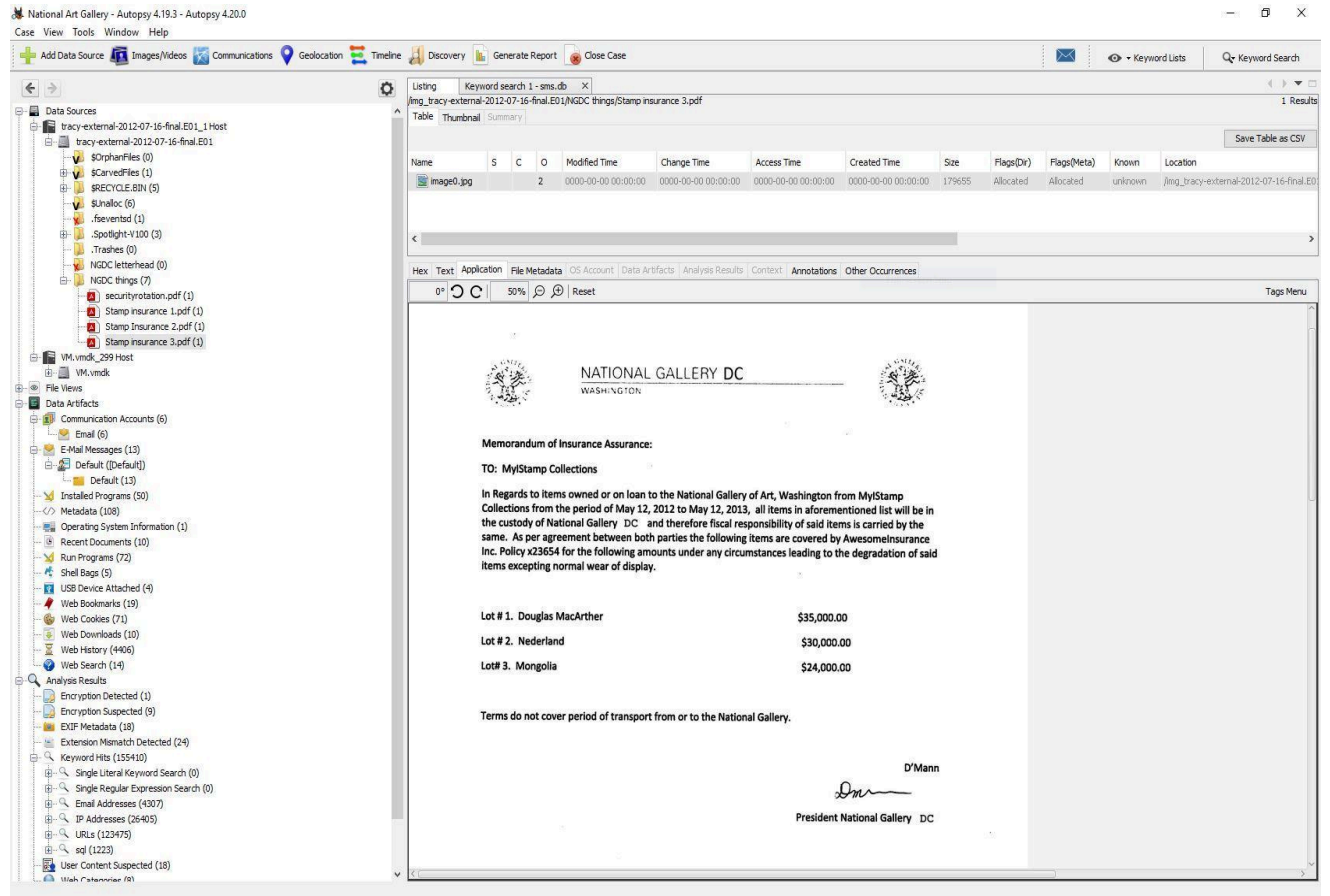 National Art Gallery - Autopsy 4.19.3 - Autopsy 4.20.0
Case View Tools Window Help
Add Data Source Images/Videos Communications Geolocation Timeline Discovery Generate Report Close Case Keyword Lists Keyword Search
Listing Keyword search 1 - sms.db X
/img_tracy-external-2012-07-16-final.E01/NGDC things/Stamp insurance 3.pdf 1 Results
Table Thumbnail Summary
Save Table as CSV
Name S C O Modified Time Change Time Access Time Created Time Size Flags(Dir) Flags(Meta) Known Location
image0.jpg 2 0000-00-00 00:00:00 0000-00-00 00:00:00 0000-00-00 00:00:00 0000-00-00 00:00:00 179655 Allocated Allocated unknown /img_tracy-external-2012-07-16-final.E0
Data Sources
tracy-external-2012-07-16-final.E01_1 Host
tracy-external-2012-07-16-final.E01
$OrphanFiles (0)
$CarvedFiles (1)
$RECYCLE.BIN (5)
$Unalloc (6)
.fseventsd (1)
.Spotlight-V100 (3)
.Trashes (0)
NGDC letterhead (0)
NGDC things (7)
securityrotation.pdf (1)
Stamp insurance 1.pdf (1)
Stamp Insurance 2.pdf (1)
Stamp insurance 3.pdf (1)
VM.vmdk_299 Host
VM.vmdk
File Views
Data Artifacts
Communication Accounts (6)
Email (6)
E-Mail Messages (13)
Default ([Default])
Default (13)
Installed Programs (50)
Metadata (108)
Operating System Information (1)
Recent Documents (10)
Run Programs (72)
Shell Bags (5)
USB Device Attached (4)
Web Bookmarks (19)
Web Cookies (71)
Web Downloads (10)
Web History (4406)
Web Search (14)
Analysis Results
Encryption Detected (1)
Encryption Suspected (9)
EXIF Metadata (18)
Extension Mismatch Detected (24)
Keyword Hits (155410)
Single Literal Keyword Search (0)
Single Regular Expression Search (0)
Email Addresses (4307)
IP Addresses (26405)
URLs (123475)
sql (1223)
User Content Suspected (18)
Web Categories (8)
Hex Text Application File Metadata OS Account Data Artifacts Analysis Results Context Annotations Other Occurrences
0° 50% Reset Tags Menu
NATIONAL GALLERY DC
WASHINGTON
Memorandum of Insurance Assurance:
TO: MyIStamp Collections
In Regards to items owned or on loan to the National Gallery of Art, Washington from MyIStamp
Collections from the period of May 12, 2012 to May 12, 2013, all items in aforementioned list will be in
the custody of National Gallery DC and therefore fiscal responsibility of said items is carried by the
same. As per agreement between both parties the following items are covered by AwesomeInsurance
Inc. Policy x23654 for the following amounts under any circumstances leading to the degradation of said
items excepting normal wear of display.
Lot # 1. Douglas MacArther $35,000.00
Lot # 2. Nederland $30,000.00
Lot# 3. Mongolia $24,000.00
Terms do not cover period of transport from or to the National Gallery.
D'Mann
President National Gallery DC